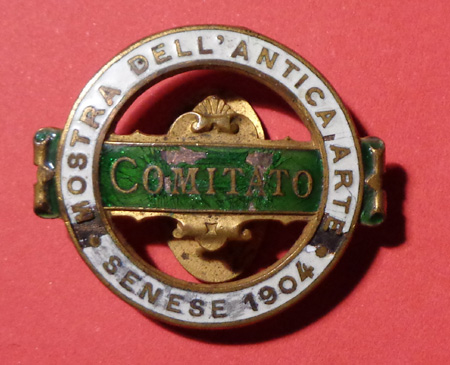 MOSTRA DELL'ANTICA ARTE
COMITATO
SENESE 1904